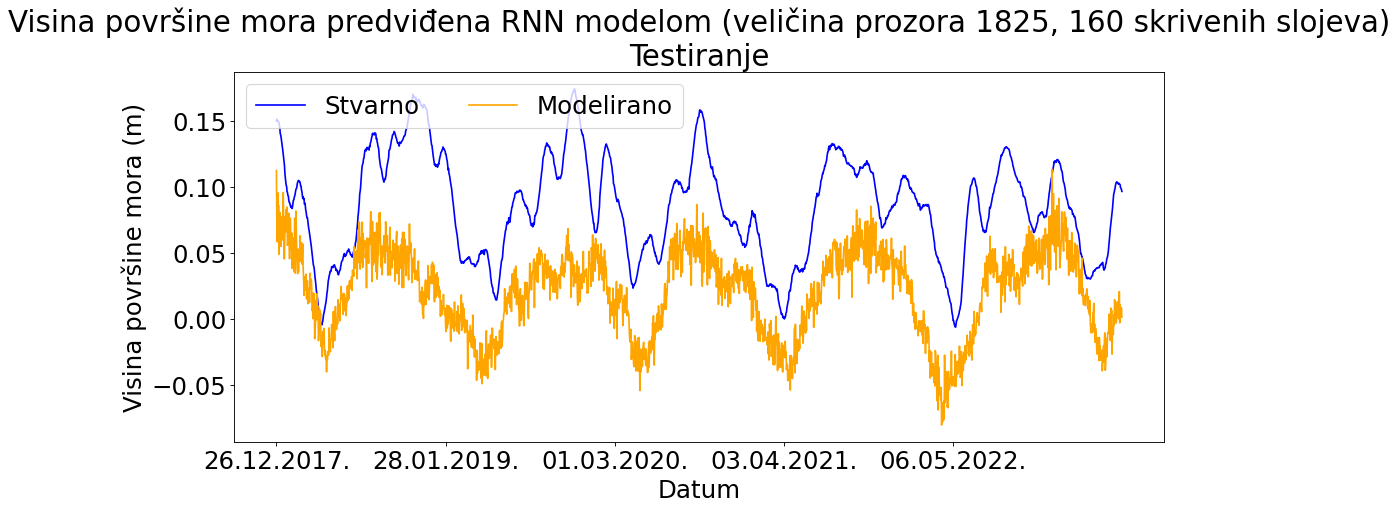 Visina površine mora predviđena RNN modelom (veličina prozora 1825, 160 skrivenih slojeva)
Testiranje
Stvarno Modelirano
Visina površine mora (m)
0.15
0.10
0.05
0.00
−0.05
26.12.2017. 28.01.2019. 01.03.2020. 03.04.2021. 06.05.2022.
Datum